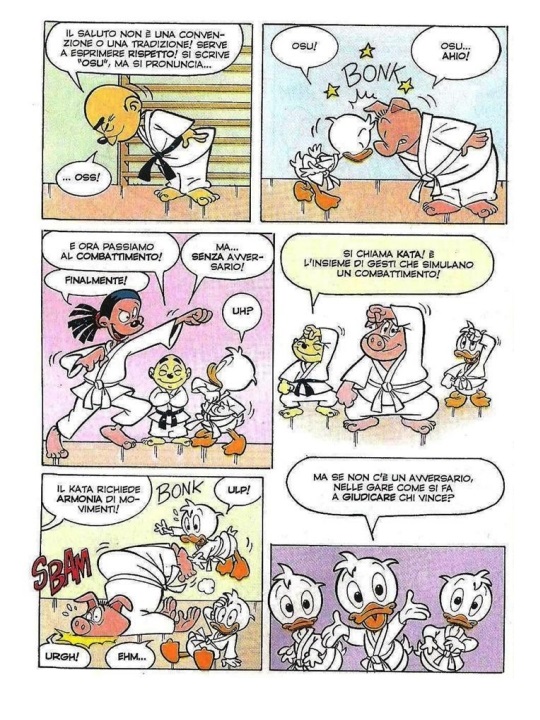 IL SALUTO NON È UNA CONVEN-
ZIONE O UNA TRADIZIONE! SERVE
A ESPRIMERE RISPETTO! SI SCRIVE
"OSU", MA SI PRONUNCIA...
... OSS!
OSU!
BONK
OSU...
AHIO!
E ORA PASSIAMO
AL COMBATTIMENTO!
FINALMENTE!
MA...
SENZA AVVER-
SARIO!
UH?
SI CHIAMA KATA! È
L'INSIEME DI GESTI CHE SIMULANO
UN COMBATTIMENTO!
IL KATA RICHIEDE
ARMONIA DI MO-
VIMENTI!
BONK
ULP!
SBAM
URGH!
EHM...
MA SE NON C'È UN AVVERSARIO,
NELLE GARE COME SI FA
A GIUDICARE CHI VINCE?